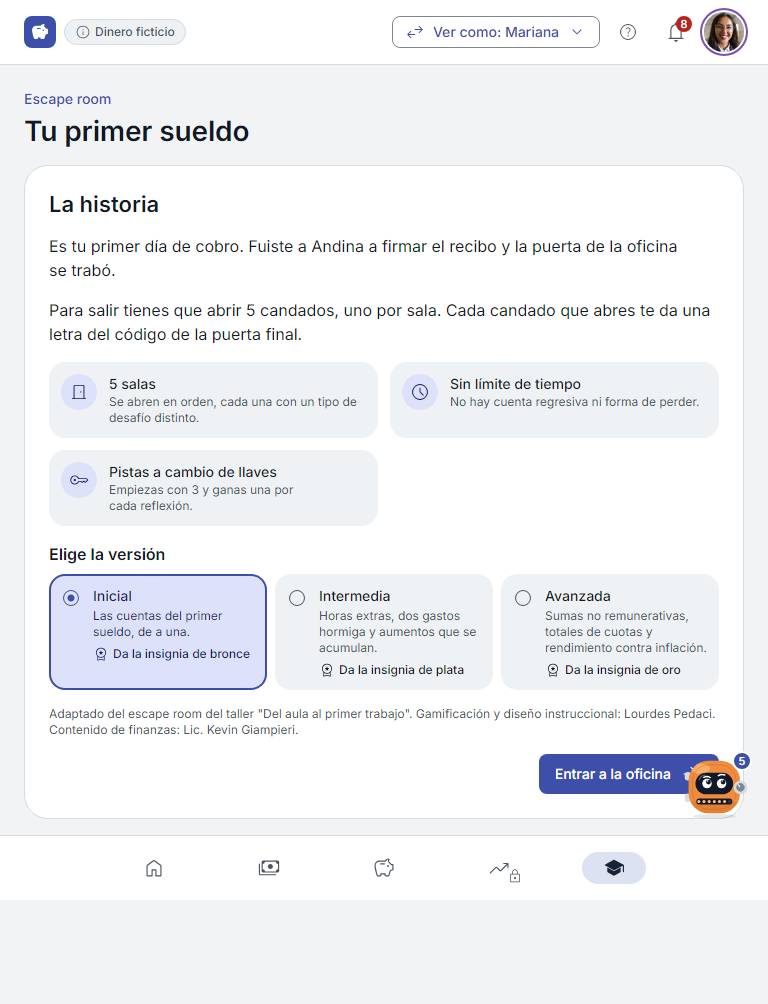 Dinero ficticio
Ver como: Mariana
8
Escape room
Tu primer sueldo
La historia
Es tu primer día de cobro. Fuiste a Andina a firmar el recibo y la puerta de la oficina
se trabó.
Para salir tienes que abrir 5 candados, uno por sala. Cada candado que abres te da una
letra del código de la puerta final.
5 salas
Se abren en orden, cada una con un tipo de
desafío distinto.
Sin límite de tiempo
No hay cuenta regresiva ni forma de perder.
Pistas a cambio de llaves
Empiezas con 3 y ganas una por
cada reflexión.
Elige la versión
Inicial
Las cuentas del primer
sueldo, de a una.
Da la insignia de bronce
Intermedia
Horas extras, dos gastos
hormiga y aumentos que se
acumulan.
Da la insignia de plata
Avanzada
Sumas no remunerativas,
totales de cuotas y
rendimiento contra inflación.
Da la insignia de oro
Adaptado del escape room del taller "Del aula al primer trabajo". Gamificación y diseño instruccional: Lourdes Pedaci.
Contenido de finanzas: Lic. Kevin Giampieri.
Entrar a la oficina
5